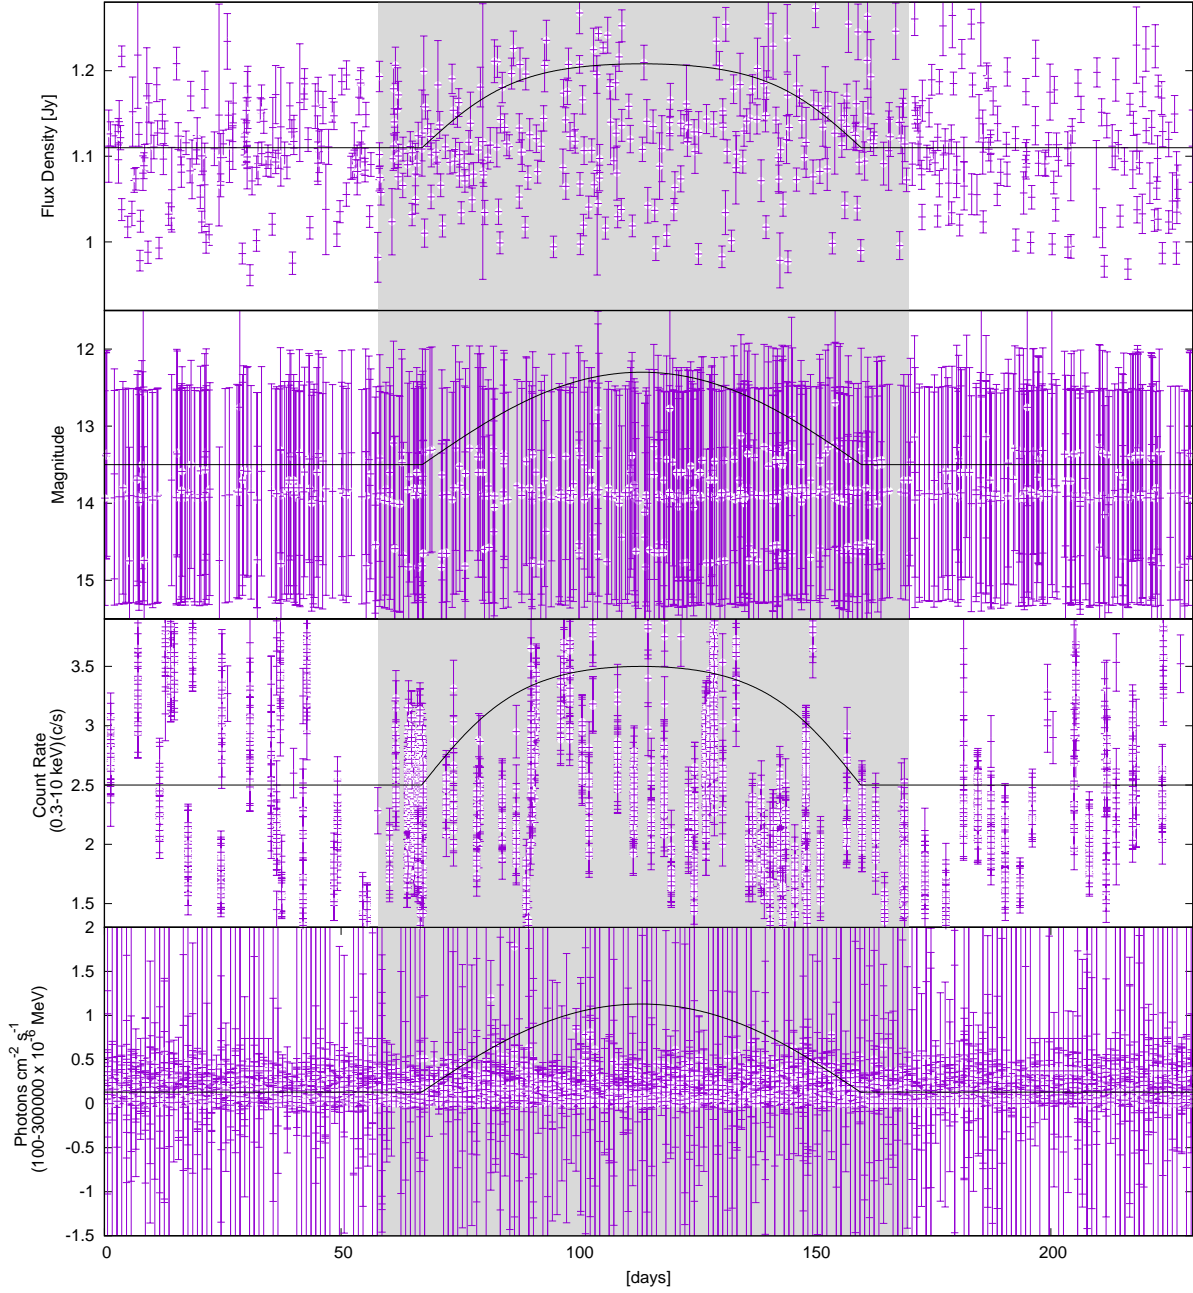 Flux Density [Jy]
1.2
1.1
1
Magnitude
12
13
14
15
Count Rate
(0.3-10 keV)(c/s)
3.5
3
2.5
2
1.5
Photons cm-2 s-1
(100-300000 x 10-6 MeV)
2
1.5
1
0.5
0
-0.5
-1
-1.5
0 50 100 150 200
[days]